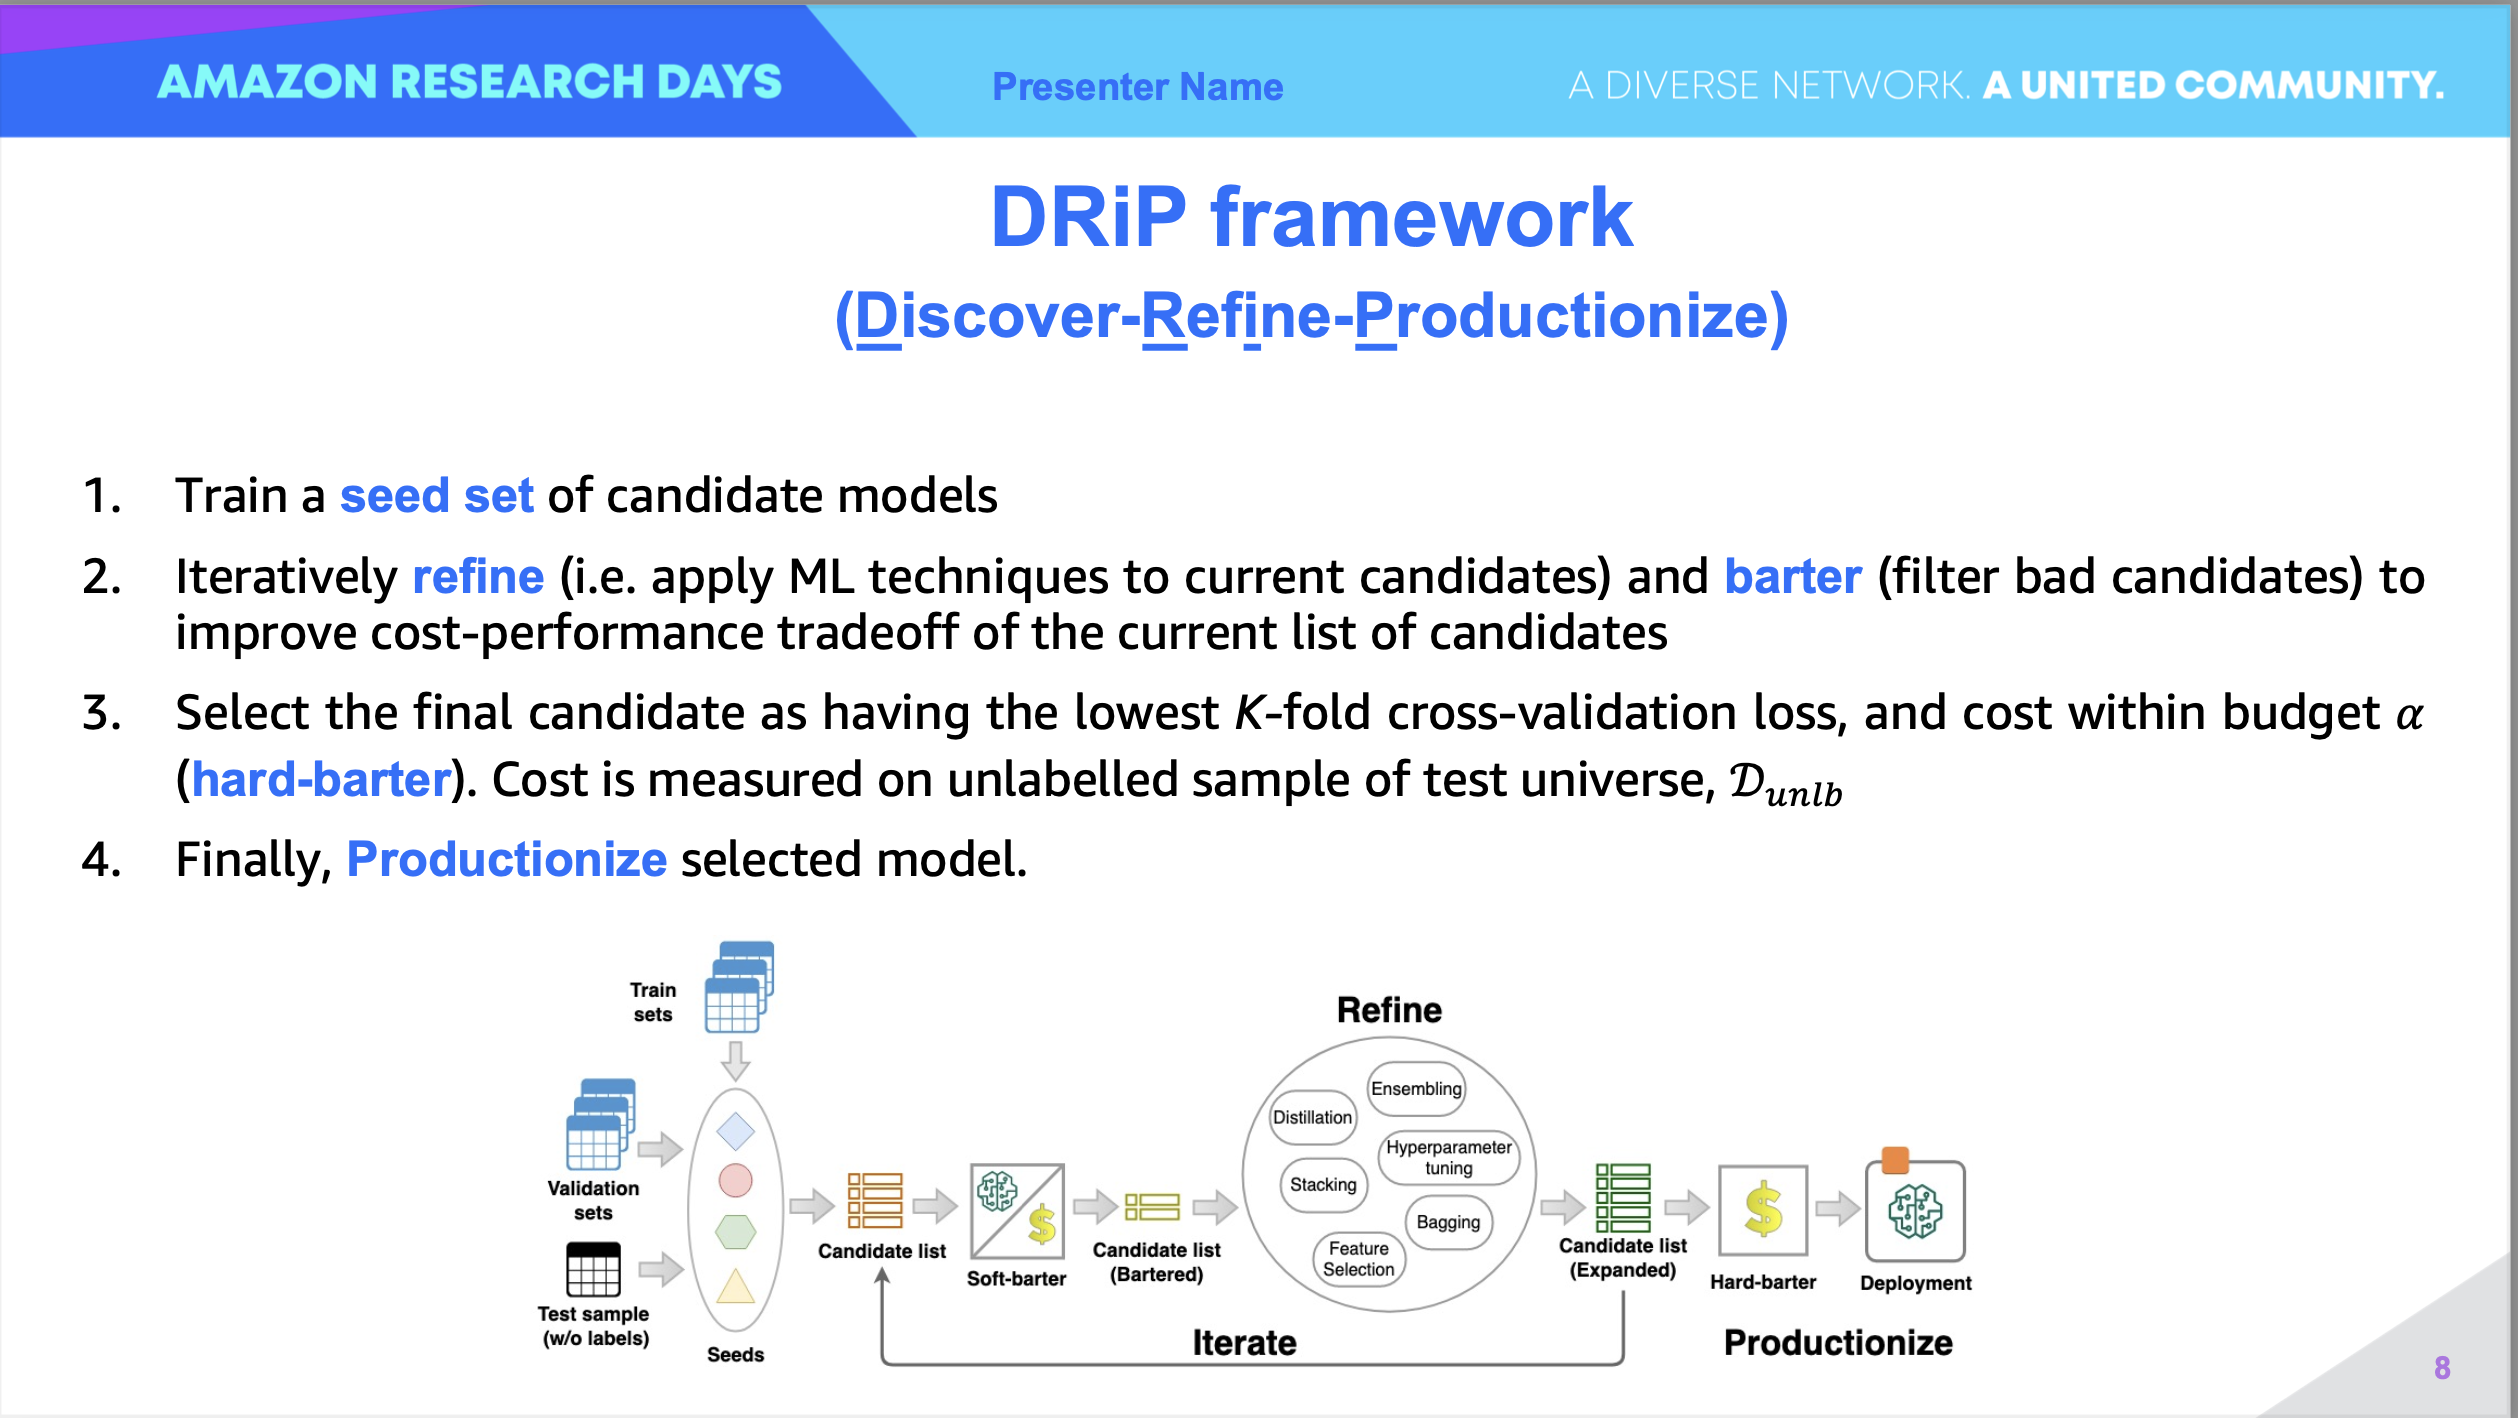 AMAZON RESEARCH DAYS
Presenter Name
A DIVERSE NETWORK. A UNITED COMMUNITY.
DRiP framework
(Discover-Refine-Productionize)
1. Train a seed set of candidate models
2. Iteratively refine (i.e. apply ML techniques to current candidates) and barter (filter bad candidates) to
improve cost-performance tradeoff of the current list of candidates
3. Select the final candidate as having the lowest K-fold cross-validation loss, and cost within budget α
(hard-barter). Cost is measured on unlabelled sample of test universe, 𝒟unlb
4. Finally, Productionize selected model.
Train
sets
Validation
sets
Test sample
(w/o labels)
Seeds
Candidate list
$
Soft-barter
Candidate list
(Bartered)
Refine
Ensembling
Distillation
Hyperparameter
tuning
Stacking
Bagging
Feature
Selection
Candidate list
(Expanded)
$
Hard-barter
Deployment
Iterate
Productionize
8